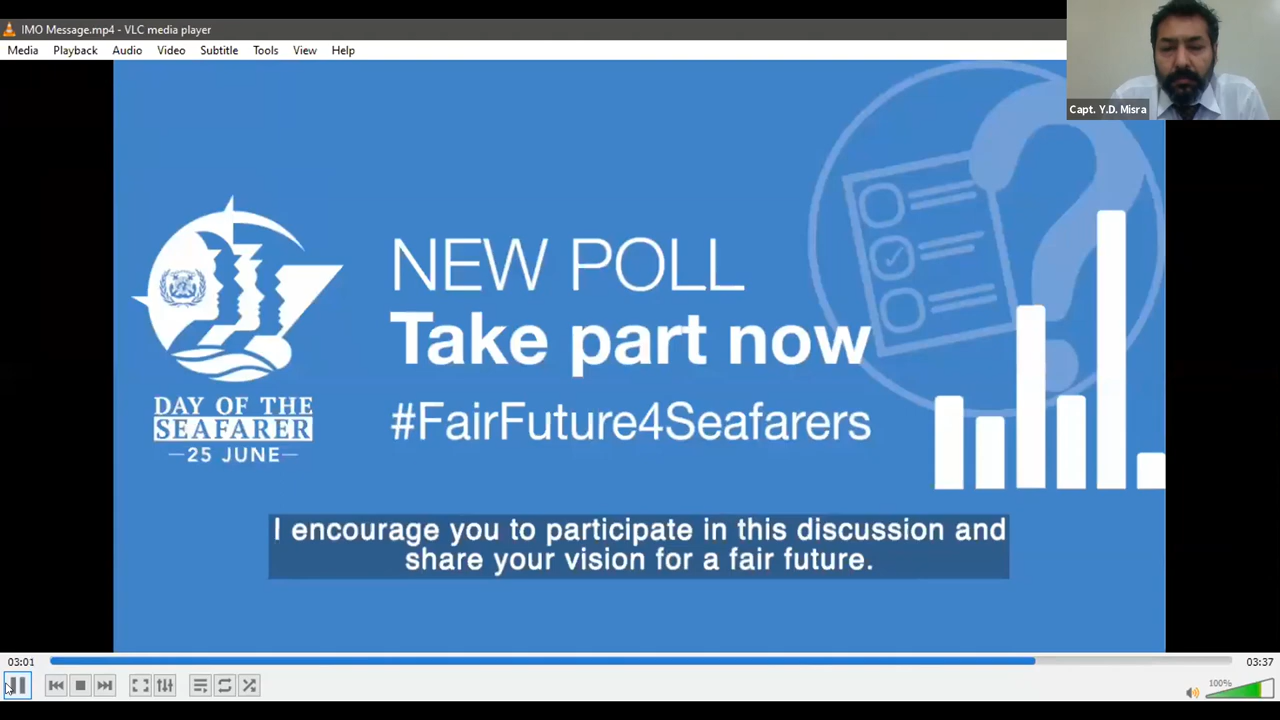 IMO Message.mp4 - VLC media player
Media Playback Audio Video Subtitle Tools View Help
Capt. Y.D. Misra
NEW POLL
Take part now
#FairFuture4Seafarers
DAY OF THE
SEAFARER
25 JUNE
I encourage you to participate in this discussion and
share your vision for a fair future.
03:01
03:37
100%